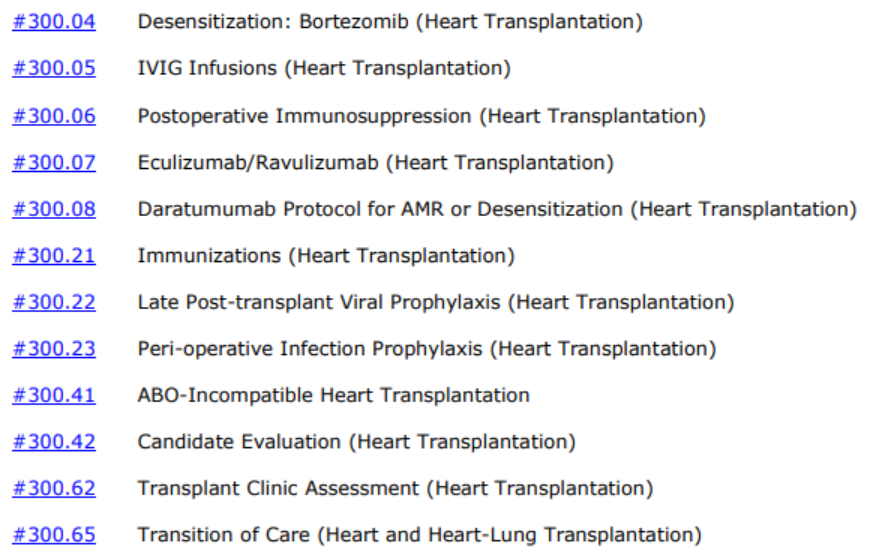 #300.04 Desensitization: Bortezomib (Heart Transplantation)
#300.05 IVIG Infusions (Heart Transplantation)
#300.06 Postoperative Immunosuppression (Heart Transplantation)
#300.07 Eculizumab/Ravulizumab (Heart Transplantation)
#300.08 Daratumumab Protocol for AMR or Desensitization (Heart Transplantation)
#300.21 Immunizations (Heart Transplantation)
#300.22 Late Post-transplant Viral Prophylaxis (Heart Transplantation)
#300.23 Peri-operative Infection Prophylaxis (Heart Transplantation)
#300.41 ABO-Incompatible Heart Transplantation
#300.42 Candidate Evaluation (Heart Transplantation)
#300.62 Transplant Clinic Assessment (Heart Transplantation)
#300.65 Transition of Care (Heart and Heart-Lung Transplantation)